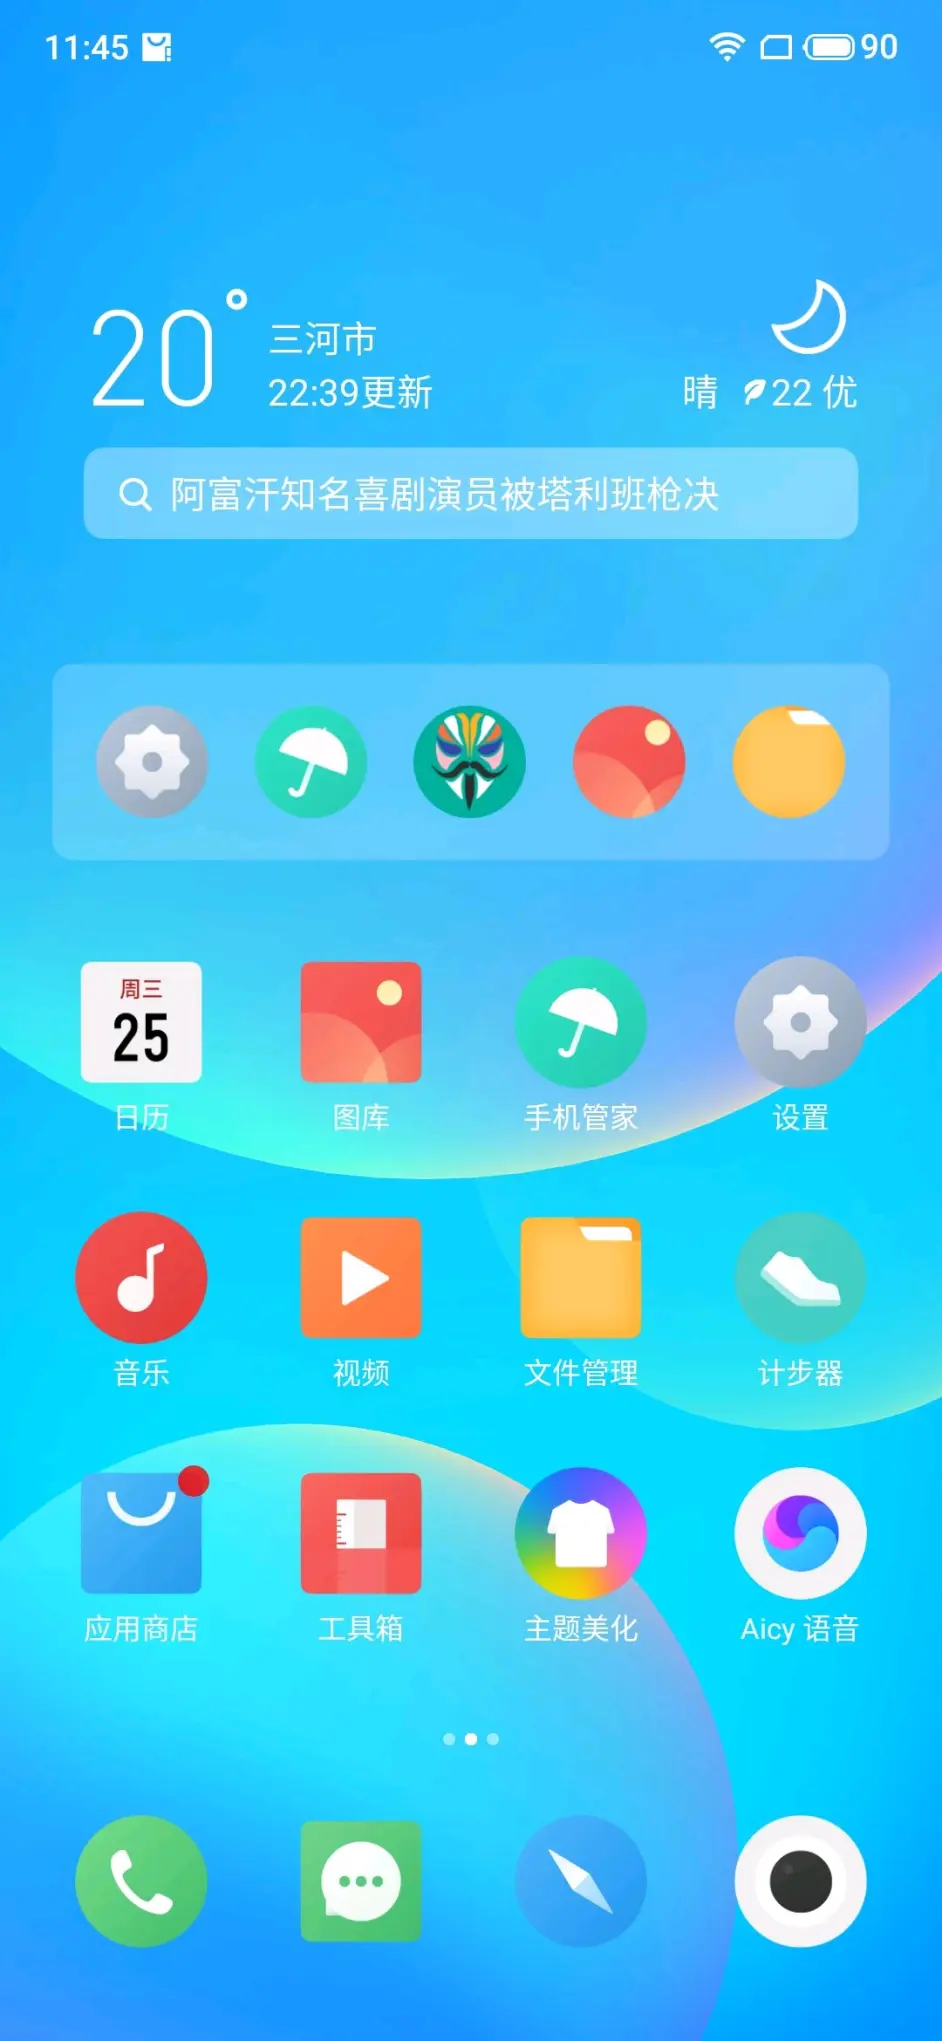 11:45
90
20°
三河市
22:39更新
晴 22 优
阿富汗知名喜剧演员被塔利班枪决
周三
25
日历 图库 手机管家 设置
音乐 视频 文件管理 计步器
应用商店 工具箱 主题美化 Aicy 语音